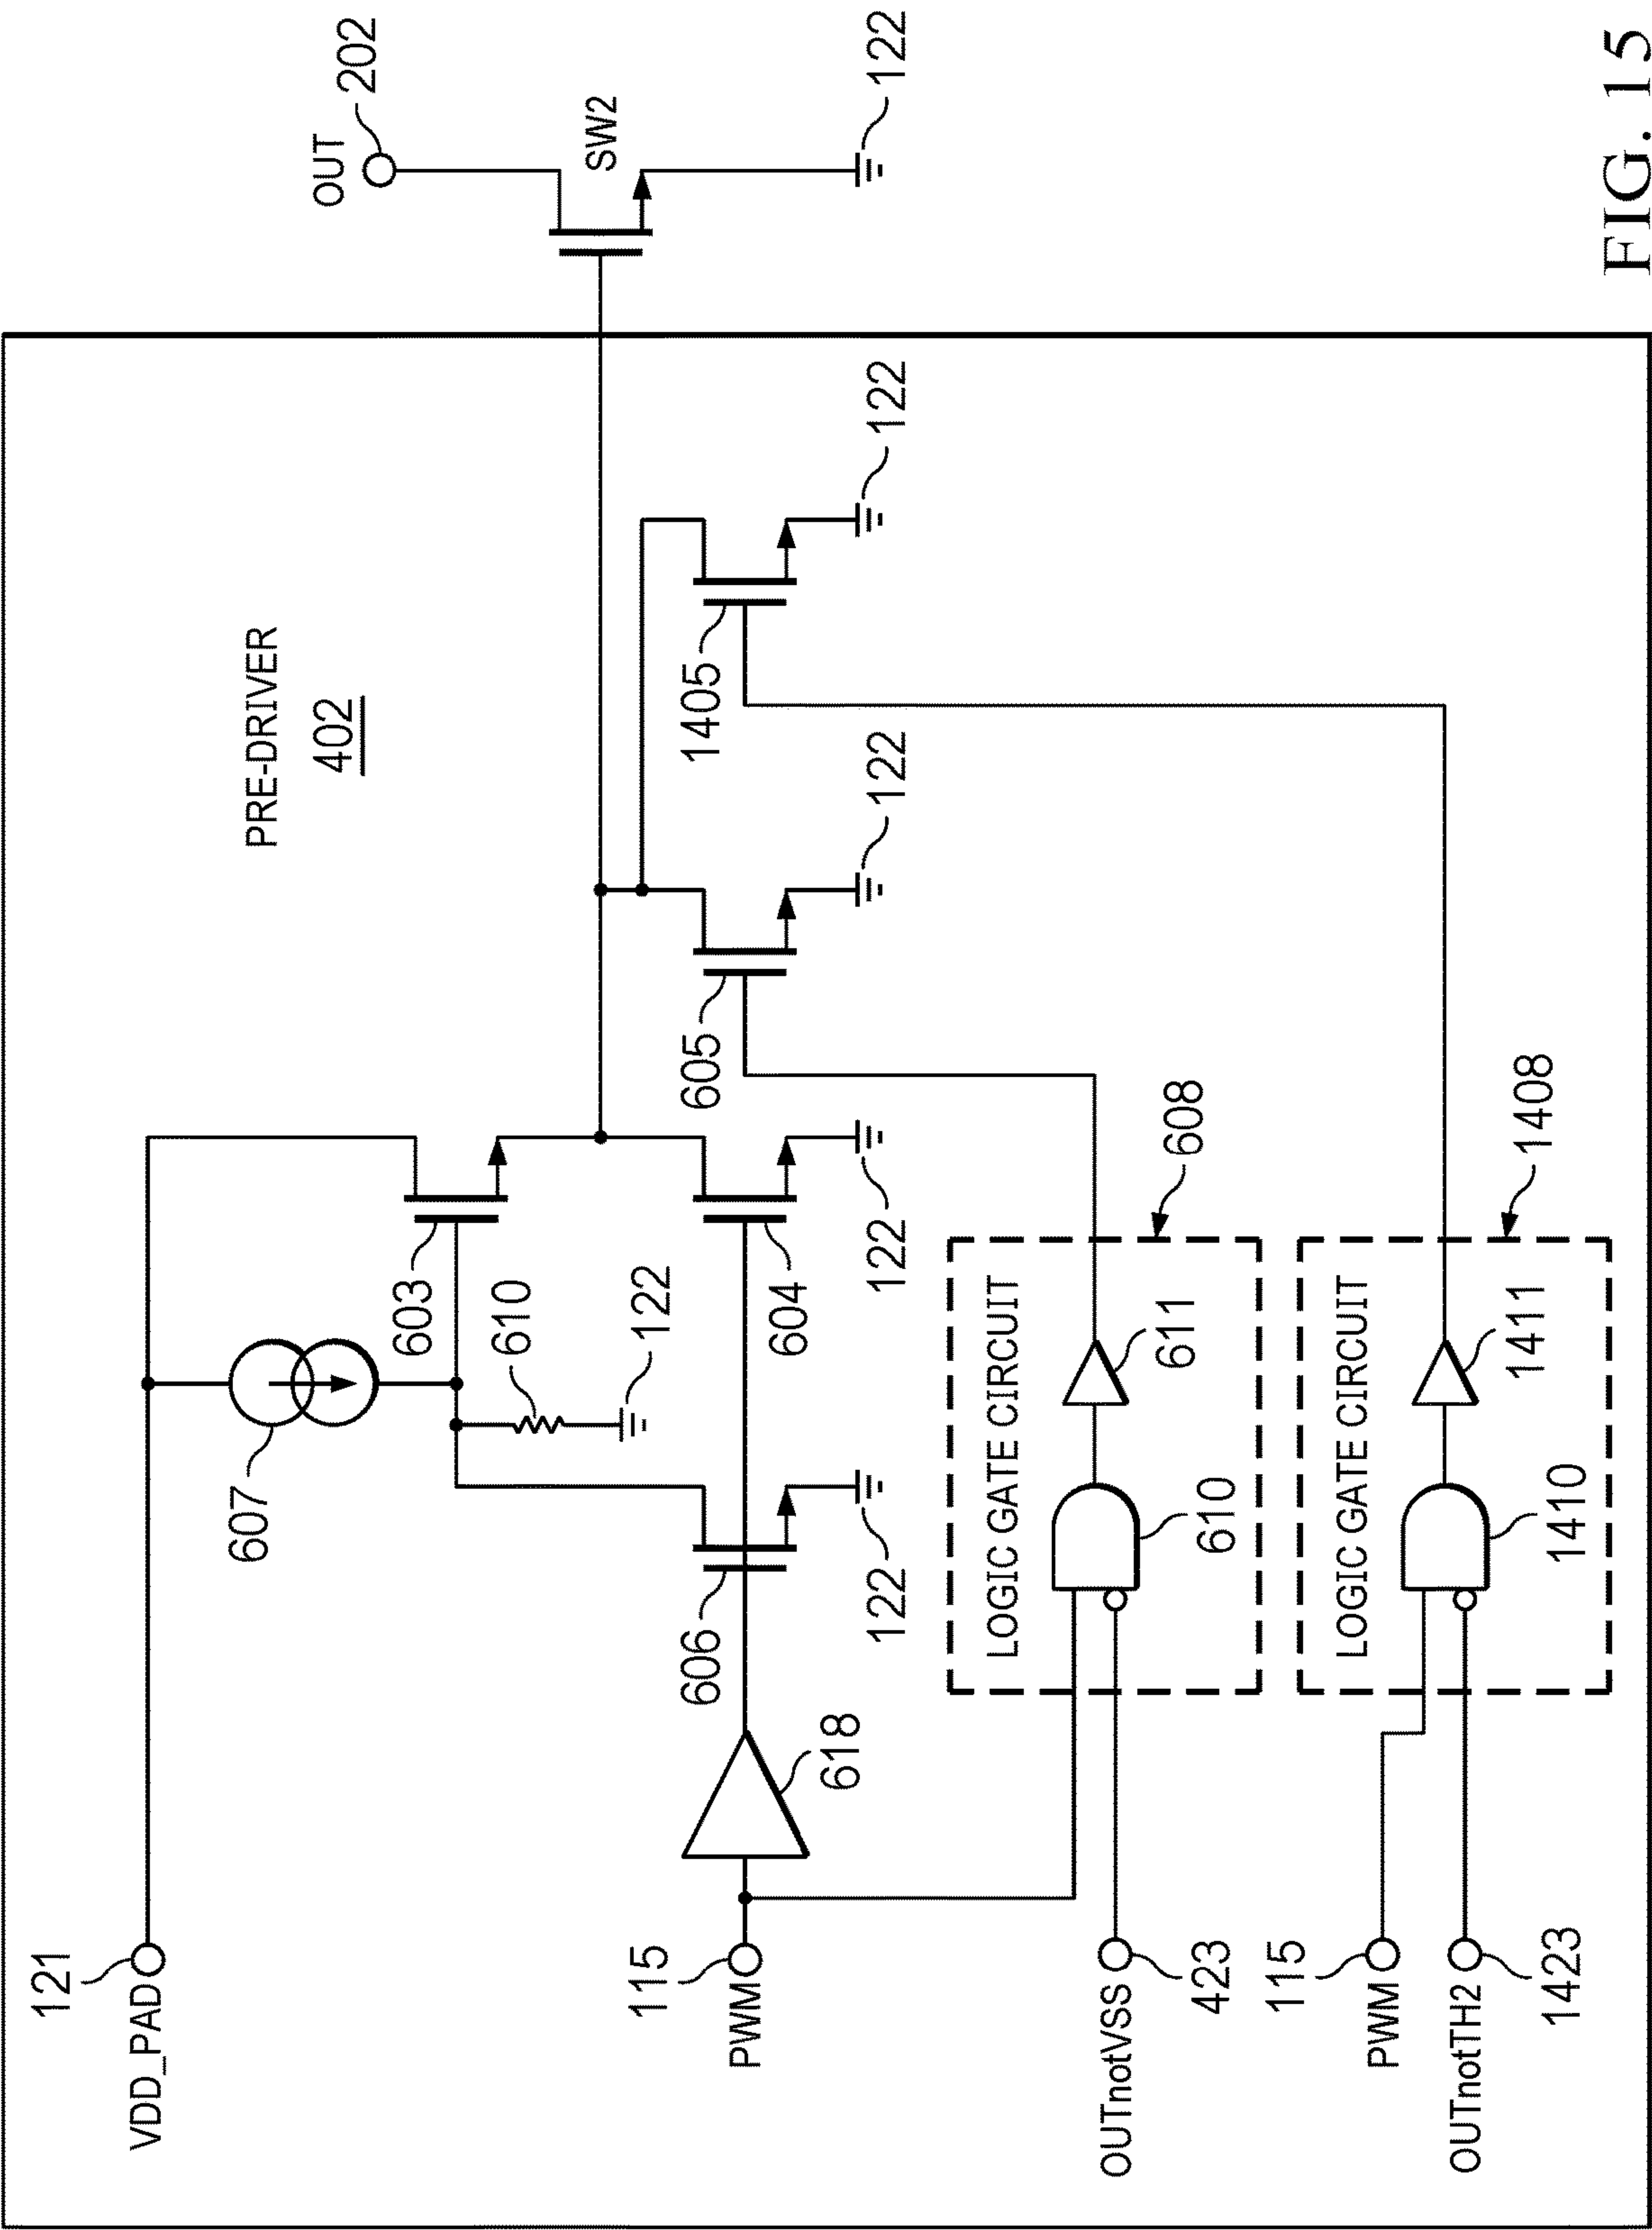 VDD_PAD
121
PRE-DRIVER
402
OUT
202
607
603
610
122
SW2
122
PWM
115
618
606
604
605
1405
122
122
122
122
LOGIC GATE CIRCUIT
608
611
610
OUTnotVSS
423
LOGIC GATE CIRCUIT
1408
1411
1410
PWM
115
OUTnotTH2
1423
FIG. 15